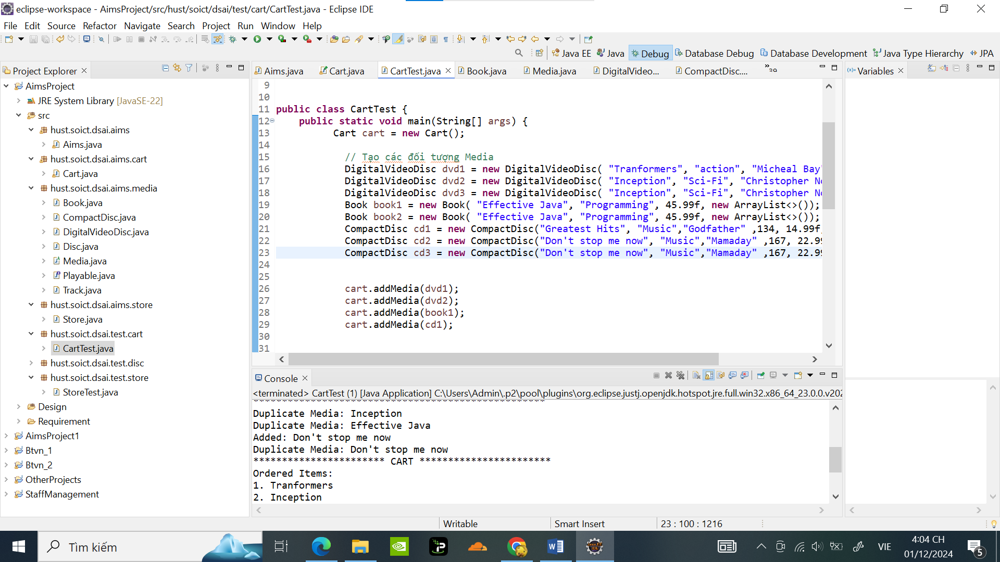 eclipse-workspace - AimsProject/src/hust/soict/dsai/test/cart/CartTest.java - Eclipse IDE
File Edit Source Refactor Navigate Search Project Run Window Help
Java EE Java Debug Database Debug Database Development Java Type Hierarchy JPA
Project Explorer
AimsProject
JRE System Library [JavaSE-22]
src
hust.soict.dsai.aims
Aims.java
hust.soict.dsai.aims.cart
Cart.java
hust.soict.dsai.aims.media
Book.java
CompactDisc.java
DigitalVideoDisc.java
Disc.java
Media.java
Playable.java
Track.java
hust.soict.dsai.aims.store
Store.java
hust.soict.dsai.test.cart
CartTest.java
hust.soict.dsai.test.disc
hust.soict.dsai.test.store
StoreTest.java
Design
Requirement
AimsProject1
Btvn_1
Btvn_2
OtherProjects
StaffManagement
Aims.java Cart.java CartTest.java Book.java Media.java DigitalVideo... CompactDisc....
9
10
11 public class CartTest {
12 public static void main(String[] args) {
13 Cart cart = new Cart();
14
15 // Tạo các đối tượng Media
16 DigitalVideoDisc dvd1 = new DigitalVideoDisc( "Tranformers", "action", "Micheal Bay"
17 DigitalVideoDisc dvd2 = new DigitalVideoDisc( "Inception", "Sci-Fi", "Christopher No
18 DigitalVideoDisc dvd3 = new DigitalVideoDisc( "Inception", "Sci-Fi", "Christopher No
19 Book book1 = new Book( "Effective Java", "Programming", 45.99f, new ArrayList<>());
20 Book book2 = new Book( "Effective Java", "Programming", 45.99f, new ArrayList<>());
21 CompactDisc cd1 = new CompactDisc("Greatest Hits", "Music","Godfather" ,134, 14.99f,
22 CompactDisc cd2 = new CompactDisc("Don't stop me now", "Music","Mamaday" ,167, 22.99
23 CompactDisc cd3 = new CompactDisc("Don't stop me now", "Music","Mamaday" ,167, 22.99
24
25
26 cart.addMedia(dvd1);
27 cart.addMedia(dvd2);
28 cart.addMedia(book1);
29 cart.addMedia(cd1);
30
31
Variables
Console
<terminated> CartTest (1) [Java Application] C:\Users\Admin\.p2\pool\plugins\org.eclipse.justj.openjdk.hotspot.jre.full.win32.x86_64_23.0.0.v202
Duplicate Media: Inception
Duplicate Media: Effective Java
Added: Don't stop me now
Duplicate Media: Don't stop me now
*********************** CART ***********************
Ordered Items:
1. Tranformers
2. Inception
Writable Smart Insert 23 : 100 : 1216
Tìm kiếm
VIE
4:04 CH
01/12/2024
5